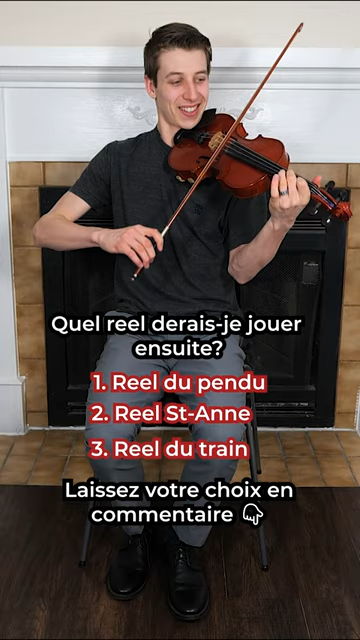 Quel reel derais-je jouer
ensuite?
1. Reel du pendu
2. Reel St-Anne
3. Reel du train
Laissez votre choix en
commentaire 👇